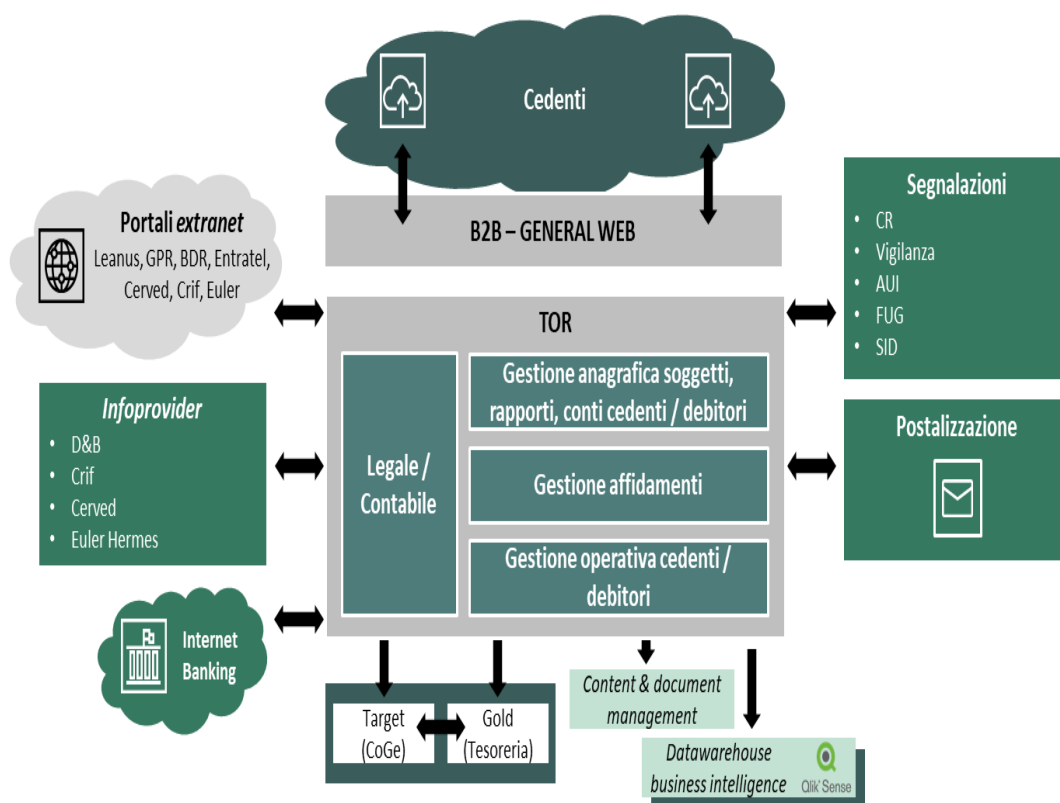 Cedenti
B2B – GENERAL WEB
Portali extranet
Leanus, GPR, BDR, Entratel,
Cerved, Crif, Euler
Segnalazioni
• CR
• Vigilanza
• AUI
• FUG
• SID
TOR
Legale /
Contabile
Gestione anagrafica soggetti,
rapporti, conti cedenti / debitori
Gestione affidamenti
Gestione operativa cedenti /
debitori
Infoprovider
• D&B
• Crif
• Cerved
• Euler Hermes
Postalizzazione
Internet
Banking
Target
(CoGe)
Gold
(Tesoreria)
Content & document
management
Datawarehouse
business intelligence
Qlik Sense